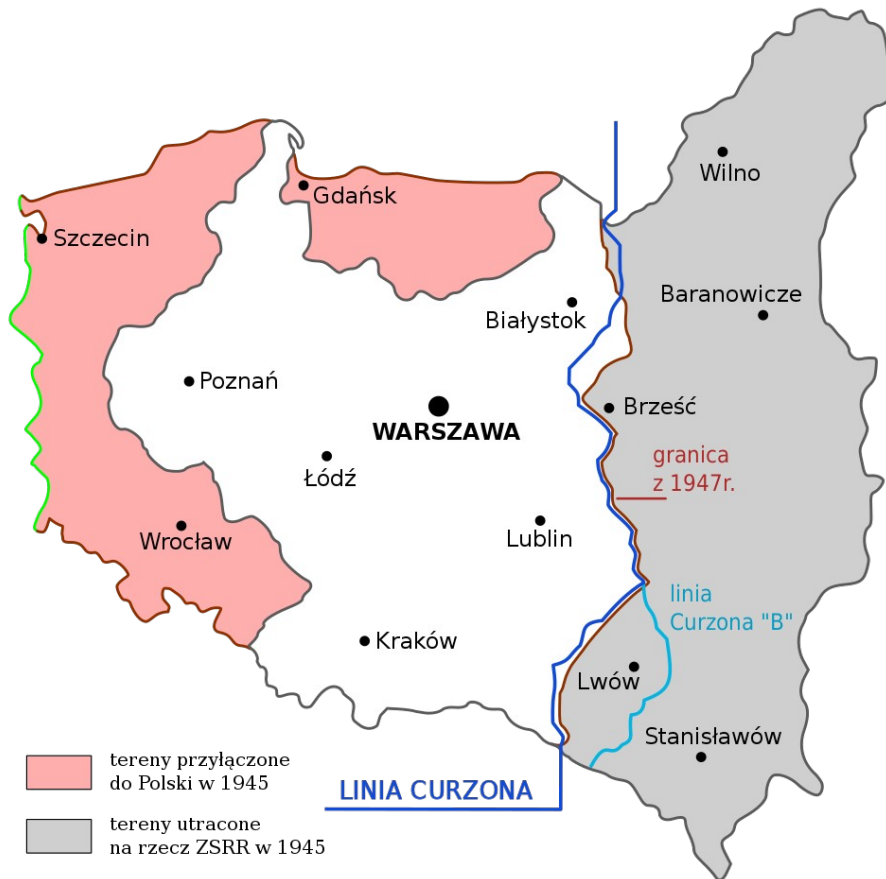 Wilno
Gdańsk
Szczecin
Baranowicze
Białystok
Poznań
Brześć
WARSZAWA
granica
z 1947r.
Łódź
Wrocław
Lublin
linia
Curzona "B"
Kraków
Lwów
Stanisławów
tereny przyłączone
do Polski w 1945
LINIA CURZONA
tereny utracone
na rzecz ZSRR w 1945